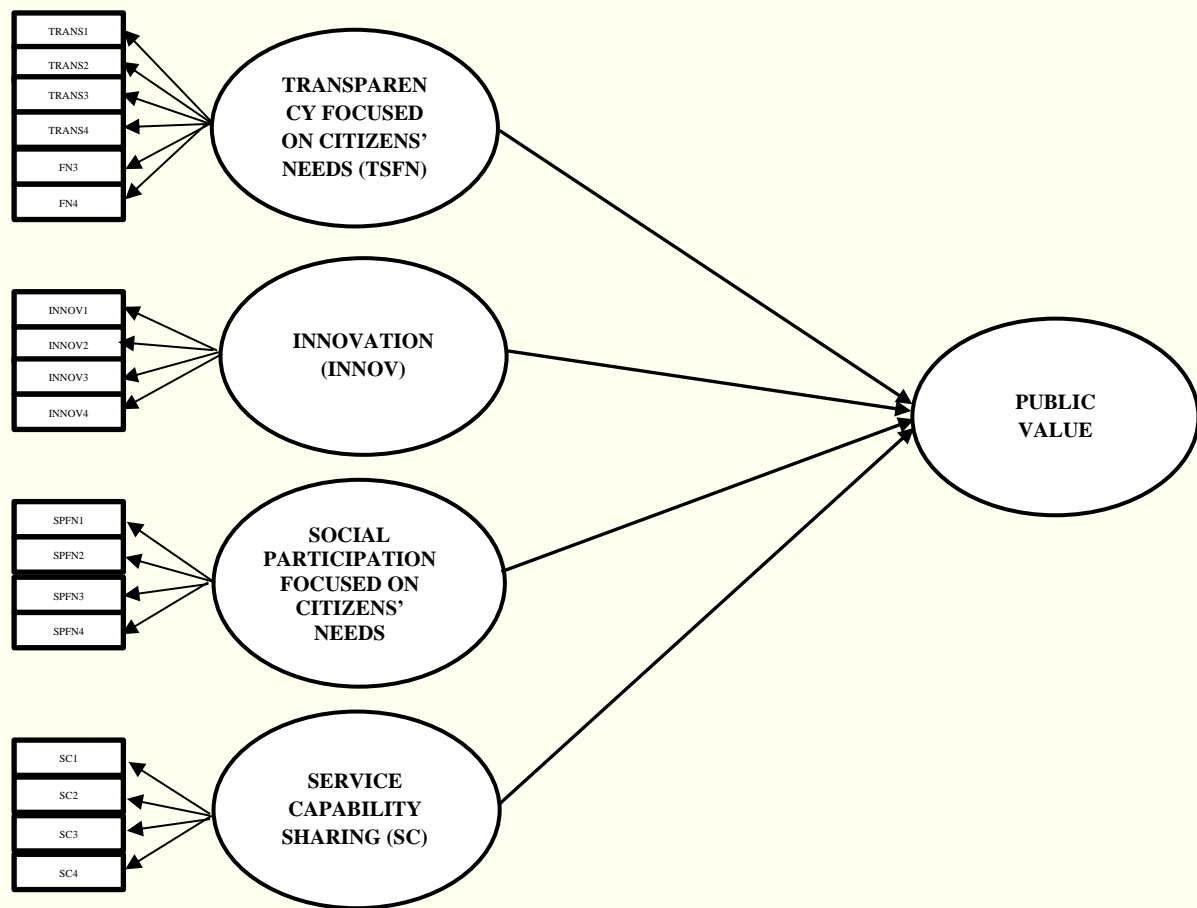 TRANS1
TRANS2
TRANS3
TRANS4
FN3
FN4
TRANSPAREN
CY FOCUSED
ON CITIZENS’
NEEDS (TSFN)
INNOV1
INNOV2
INNOV3
INNOV4
INNOVATION
(INNOV)
PUBLIC
VALUE
SPFN1
SPFN2
SPFN3
SPFN4
SOCIAL
PARTICIPATION
FOCUSED ON
CITIZENS’
NEEDS
SC1
SC2
SC3
SC4
SERVICE
CAPABILITY
SHARING (SC)